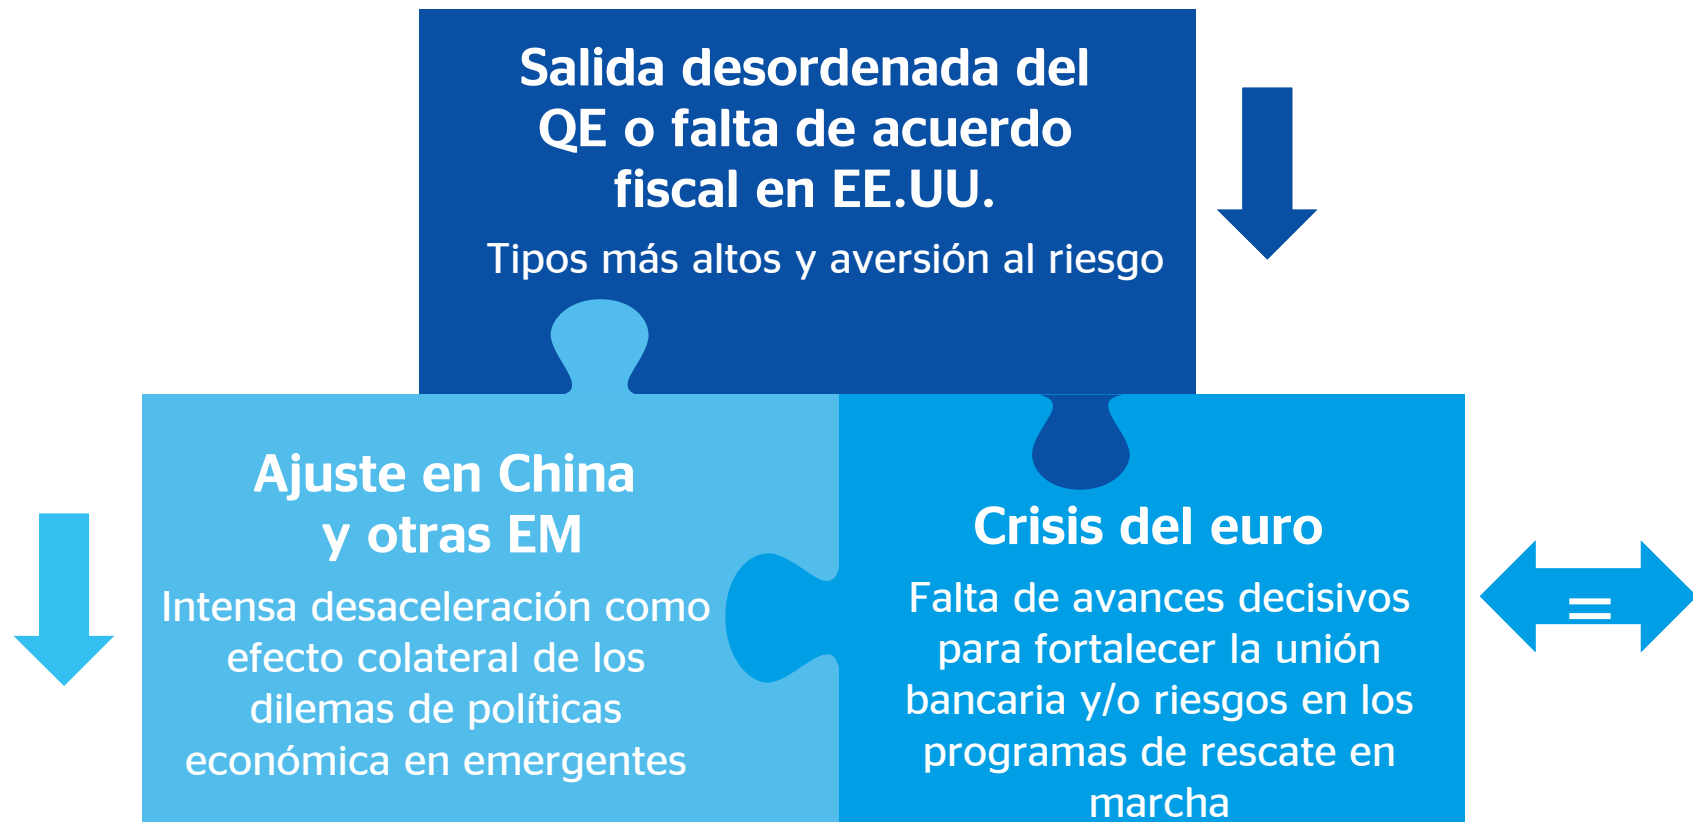 Salida desordenada del
QE o falta de acuerdo
fiscal en EE.UU.
Tipos más altos y aversión al riesgo
Ajuste en China
y otras EM
Intensa desaceleración como
efecto colateral de los
dilemas de políticas
económica en emergentes
Crisis del euro
Falta de avances decisivos
para fortalecer la unión
bancaria y/o riesgos en los
programas de rescate en
marcha
=